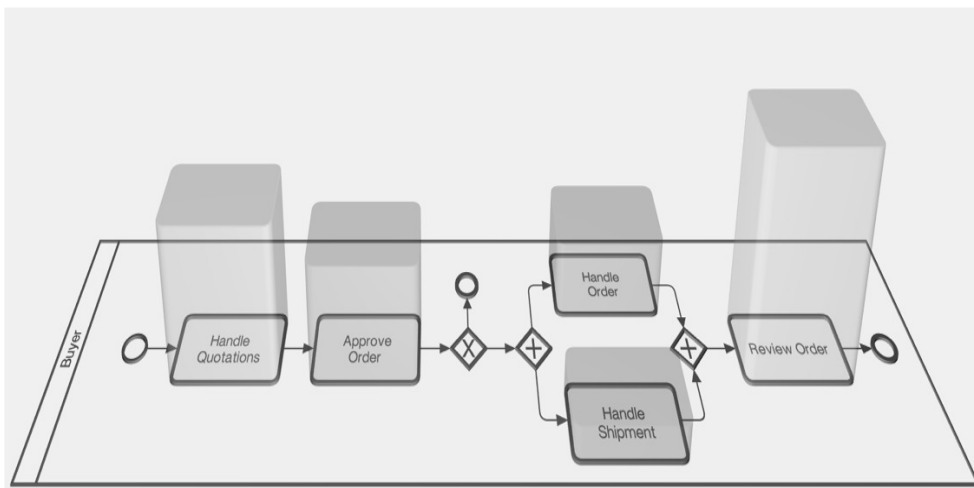 Buyer
Handle
Quotations
Approve
Order
Handle
Order
Handle
Shipment
Review Order